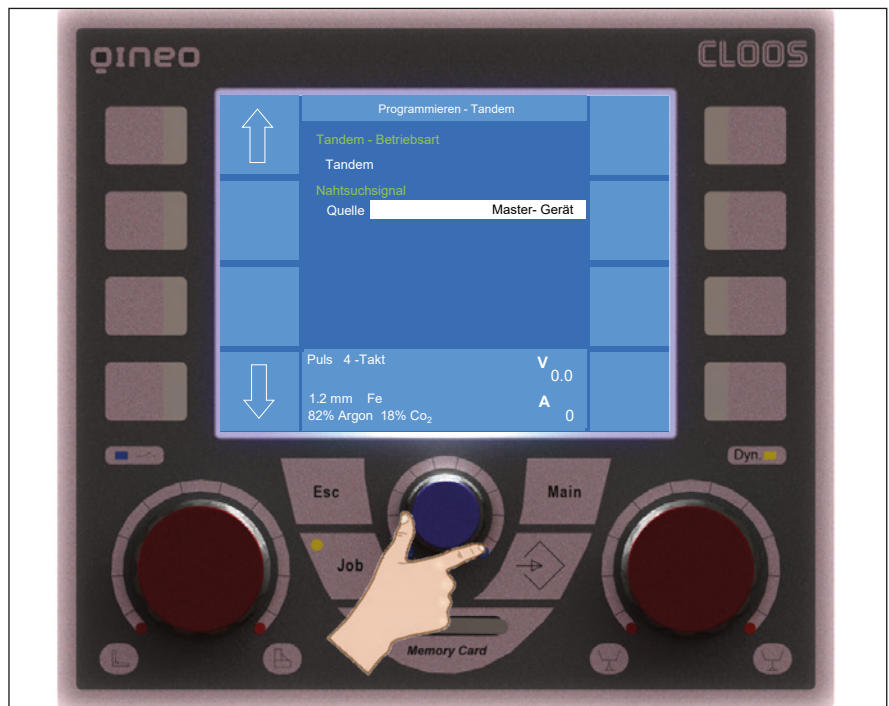 QINEO
CLOOS
Programmieren - Tandem
Tandem - Betriebsart
Tandem
Nahtsuchsignal
Quelle Master- Gerät
Puls 4 -Takt
V
0.0
1.2 mm Fe
A
82% Argon 18% Co₂
0
Dyn.
Esc
Main
Job
Memory Card